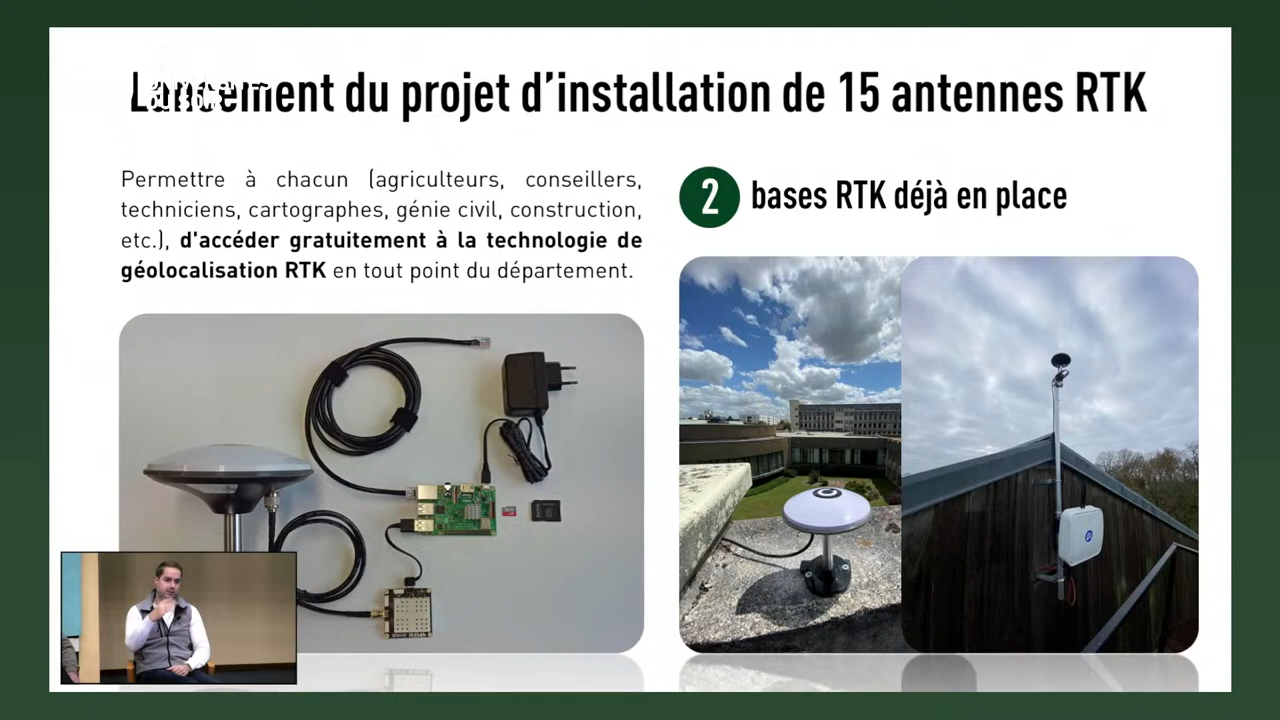 Lancement du projet d’installation de 15 antennes RTK
Permettre à chacun (agriculteurs, conseillers,
techniciens, cartographes, génie civil, construction,
etc.), d'accéder gratuitement à la technologie de
géolocalisation RTK en tout point du département.
2 bases RTK déjà en place